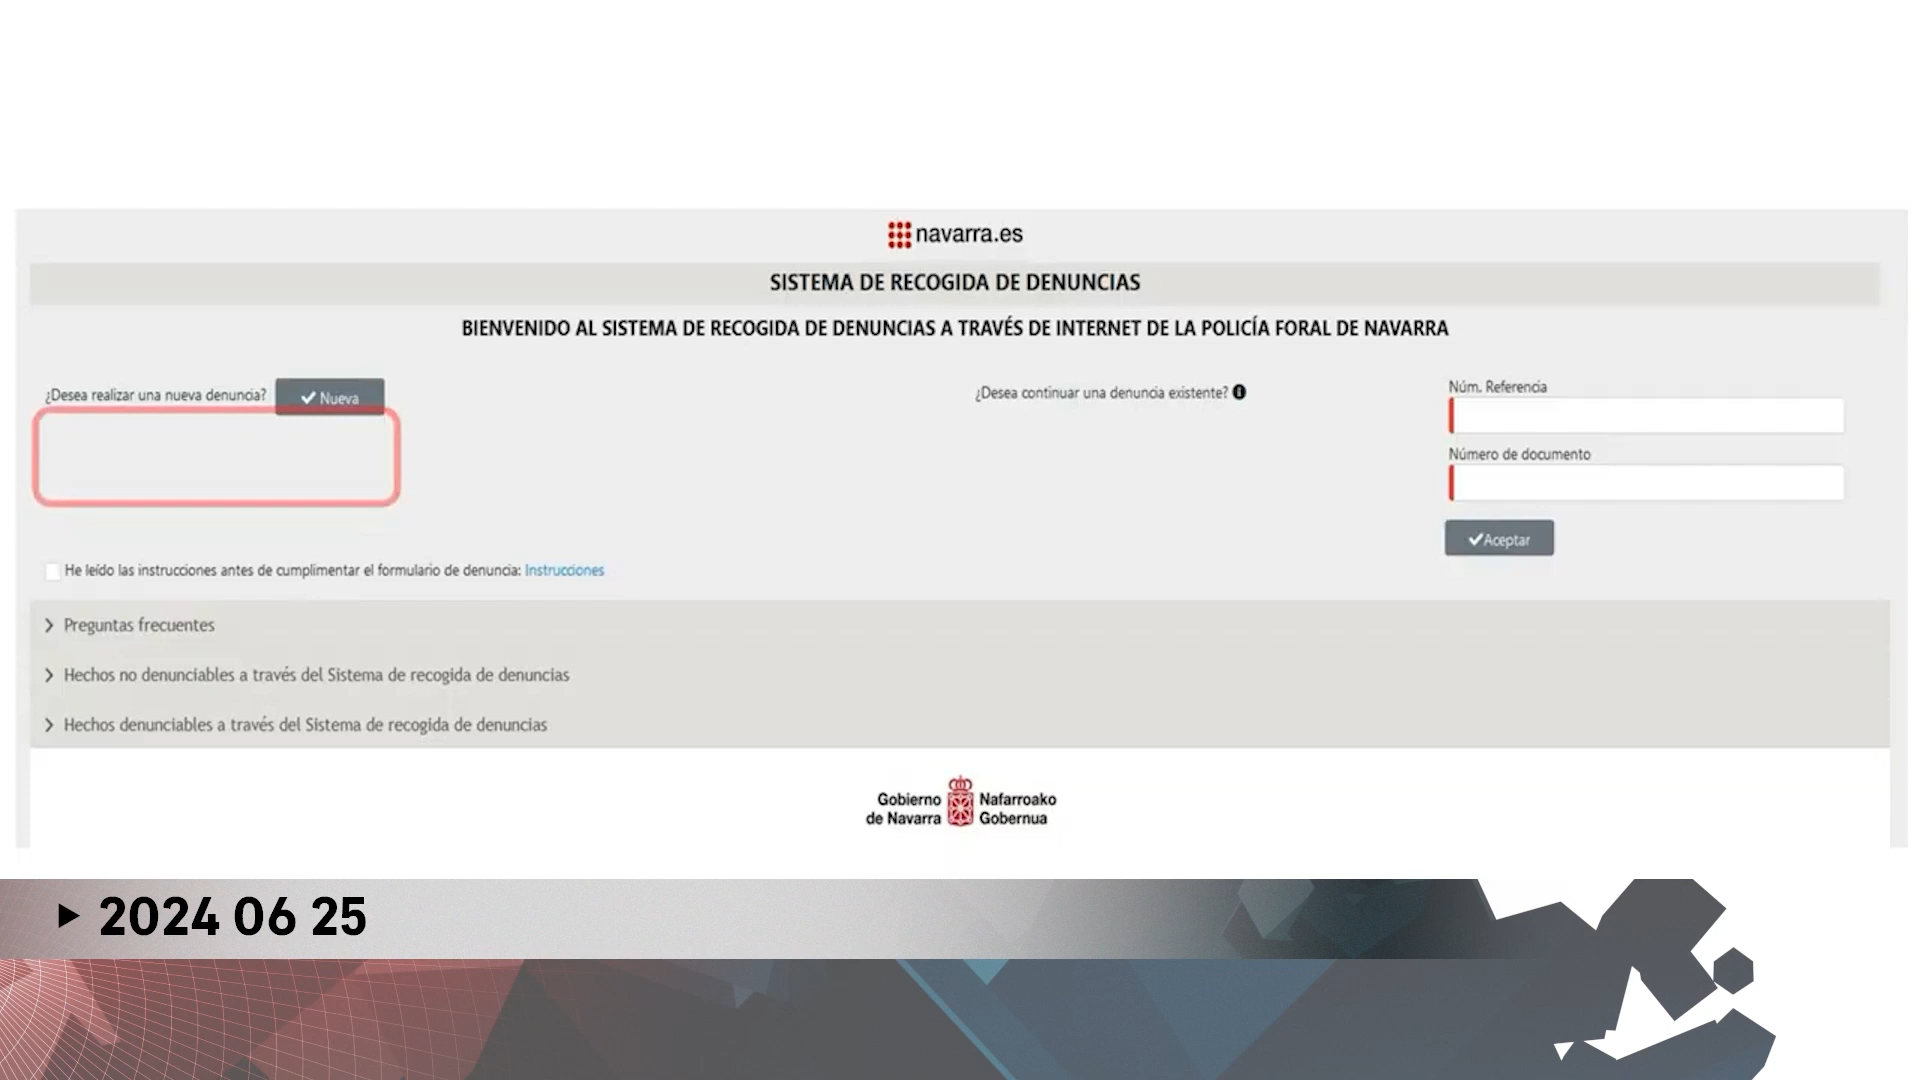 navarra.es
SISTEMA DE RECOGIDA DE DENUNCIAS
BIENVENIDO AL SISTEMA DE RECOGIDA DE DENUNCIAS A TRAVÉS DE INTERNET DE LA POLICÍA FORAL DE NAVARRA
¿Desea realizar una nueva denuncia?
Nueva
¿Desea continuar una denuncia existente?
Núm. Referencia
Número de documento
Aceptar
He leído las instrucciones antes de cumplimentar el formulario de denuncia: Instrucciones
Preguntas frecuentes
Hechos no denunciables a través del Sistema de recogida de denuncias
Hechos denunciables a través del Sistema de recogida de denuncias
Gobierno de Navarra
Nafarroako Gobernua
2024 06 25